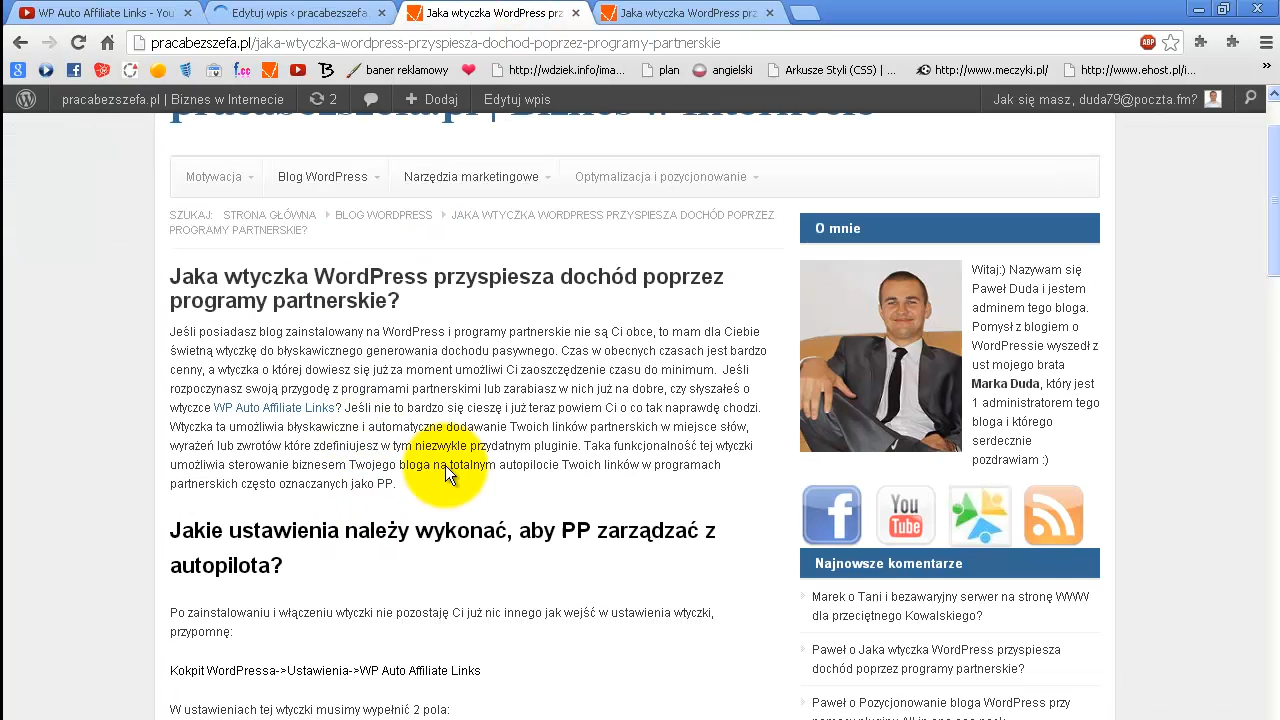 WP Auto Affiliate Links - You
Edytuj wpis ‹ pracabezszefa.
Jaka wtyczka WordPress prz
Jaka wtyczka WordPress prz
pracabezszefa.pl/jaka-wtyczka-wordpress-przyspiesza-dochod-poprzez-programy-partnerskie
ABP
baner reklamowy
http://wdziek.info/ima...
plan
angielski
Arkusze Styli (CSS) | ...
http://www.meczyki.pl/
http://www.ehost.pl/i...
»
pracabezszefa.pl | Biznes w Internecie
2
Dodaj
Edytuj wpis
Jak się masz, duda79@poczta.fm?
pracabezszefa.pl | Biznes w Internecie
Motywacja
Blog WordPress
Narzędzia marketingowe
Optymalizacja i pozycjonowanie
SZUKAJ: STRONA GŁÓWNA BLOG WORDPRESS JAKA WTYCZKA WORDPRESS PRZYSPIESZA DOCHÓD POPRZEZ
PROGRAMY PARTNERSKIE?
Jaka wtyczka WordPress przyspiesza dochód poprzez
programy partnerskie?
Jeśli posiadasz blog zainstalowany na WordPress i programy partnerskie nie są Ci obce, to mam dla Ciebie
świetną wtyczkę do błyskawicznego generowania dochodu pasywnego. Czas w obecnych czasach jest bardzo
cenny, a wtyczka o której dowiesz się już za moment umożliwi Ci zaoszczędzenie czasu do minimum. Jeśli
rozpoczynasz swoją przygodę z programami partnerskimi lub zarabiasz w nich już na dobre, czy słyszałeś o
wtyczce WP Auto Affiliate Links? Jeśli nie to bardzo się cieszę i już teraz powiem Ci o co tak naprawdę chodzi.
Wtyczka ta umożliwia błyskawiczne i automatyczne dodawanie Twoich linków partnerskich w miejsce słów,
wyrażeń lub zwrotów które zdefiniujesz w tym niezwykle przydatnym pluginie. Taka funkcjonalność tej wtyczki
umożliwia sterowanie biznesem Twojego bloga na totalnym autopilocie Twoich linków w programach
partnerskich często oznaczanych jako PP.
Jakie ustawienia należy wykonać, aby PP zarządzać z
autopilota?
Po zainstalowaniu i włączeniu wtyczki nie pozostaję Ci już nic innego jak wejść w ustawienia wtyczki,
przypomnę:
Kokpit WordPressa->Ustawienia->WP Auto Affiliate Links
W ustawieniach tej wtyczki musimy wypełnić 2 pola:
O mnie
Witaj:) Nazywam się
Paweł Duda i jestem
adminem tego bloga.
Pomysł z blogiem o
WordPressie wyszedł z
ust mojego brata
Marka Duda, który jest
1 administratorem tego
bloga i którego
serdecznie
pozdrawiam :)
You
Tube
Najnowsze komentarze
Marek o Tani i bezawaryjny serwer na stronę WWW
dla przeciętnego Kowalskiego?
Paweł o Jaka wtyczka WordPress przyspiesza
dochód poprzez programy partnerskie?
Paweł o Pozycjonowanie bloga WordPress przy